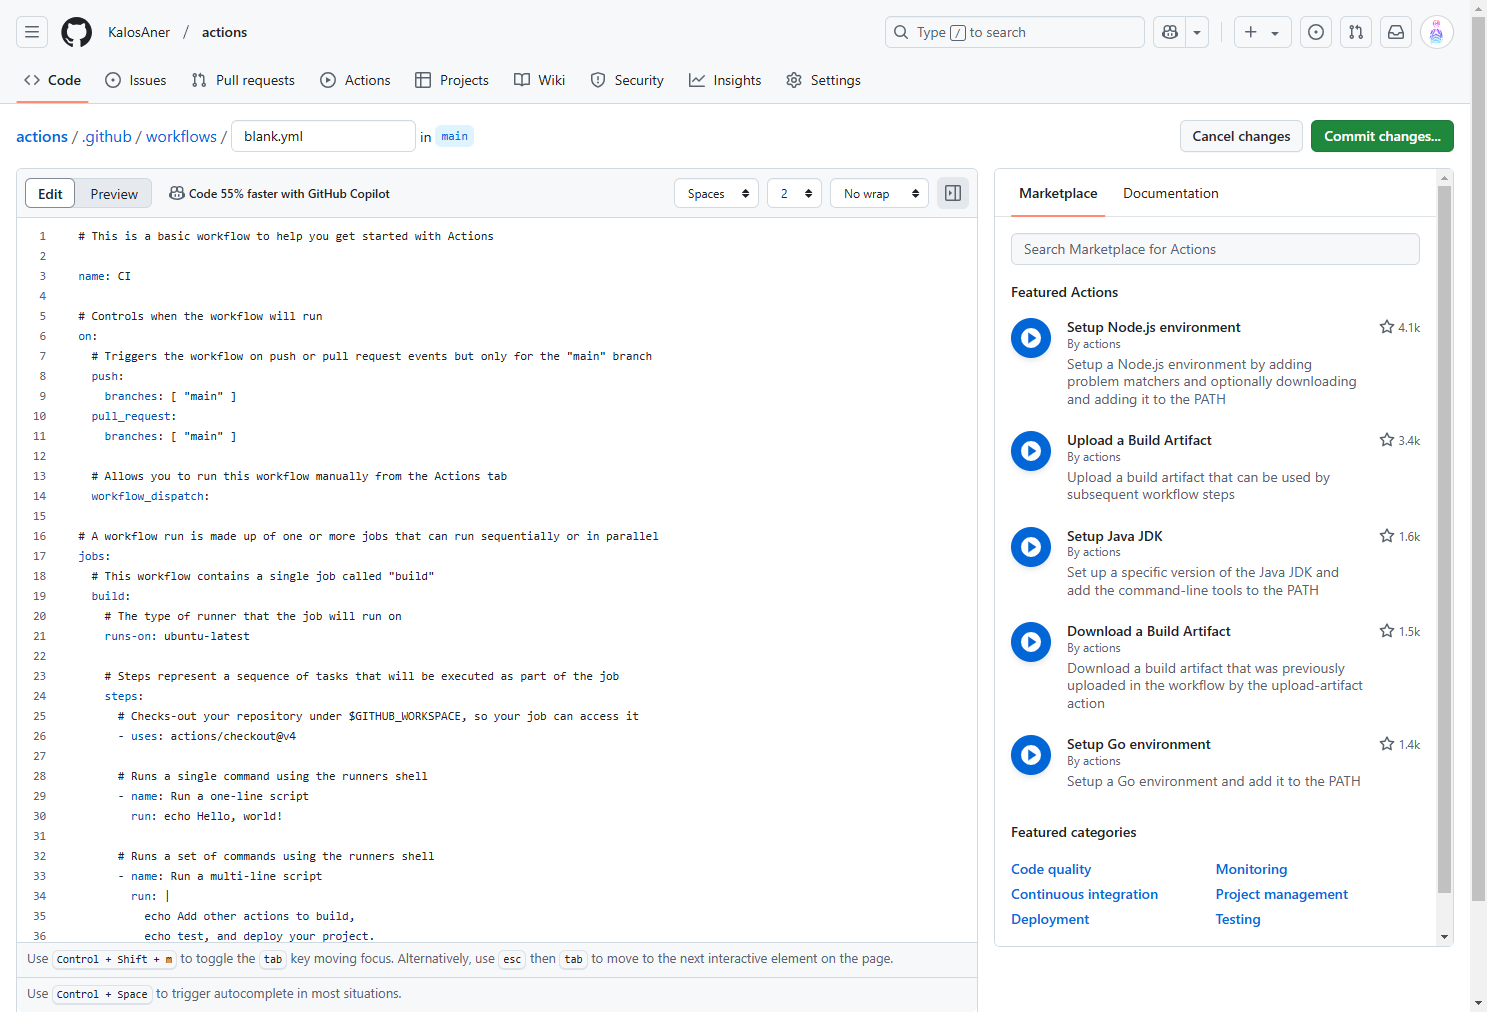 KalosAner / actions
Type / to search
Code
Issues
Pull requests
Actions
Projects
Wiki
Security
Insights
Settings
actions / .github / workflows / blank.yml in main
Cancel changes
Commit changes...
Edit
Preview
Code 55% faster with GitHub Copilot
Spaces
2
No wrap
1 # This is a basic workflow to help you get started with Actions
2
3 name: CI
4
5 # Controls when the workflow will run
6 on:
7 # Triggers the workflow on push or pull request events but only for the "main" branch
8 push:
9 branches: [ "main" ]
10 pull_request:
11 branches: [ "main" ]
12
13 # Allows you to run this workflow manually from the Actions tab
14 workflow_dispatch:
15
16 # A workflow run is made up of one or more jobs that can run sequentially or in parallel
17 jobs:
18 # This workflow contains a single job called "build"
19 build:
20 # The type of runner that the job will run on
21 runs-on: ubuntu-latest
22
23 # Steps represent a sequence of tasks that will be executed as part of the job
24 steps:
25 # Checks-out your repository under $GITHUB_WORKSPACE, so your job can access it
26 - uses: actions/checkout@v4
27
28 # Runs a single command using the runners shell
29 - name: Run a one-line script
30 run: echo Hello, world!
31
32 # Runs a set of commands using the runners shell
33 - name: Run a multi-line script
34 run: |
35 echo Add other actions to build,
36 echo test, and deploy your project.
Use Control + Shift + m to toggle the tab key moving focus. Alternatively, use esc then tab to move to the next interactive element on the page.
Use Control + Space to trigger autocomplete in most situations.
Marketplace
Documentation
Search Marketplace for Actions
Featured Actions
Setup Node.js environment 4.1k
By actions
Setup a Node.js environment by adding
problem matchers and optionally downloading
and adding it to the PATH
Upload a Build Artifact 3.4k
By actions
Upload a build artifact that can be used by
subsequent workflow steps
Setup Java JDK 1.6k
By actions
Set up a specific version of the Java JDK and
add the command-line tools to the PATH
Download a Build Artifact 1.5k
By actions
Download a build artifact that was previously
uploaded in the workflow by the upload-artifact
action
Setup Go environment 1.4k
By actions
Setup a Go environment and add it to the PATH
Featured categories
Code quality
Monitoring
Continuous integration
Project management
Deployment
Testing